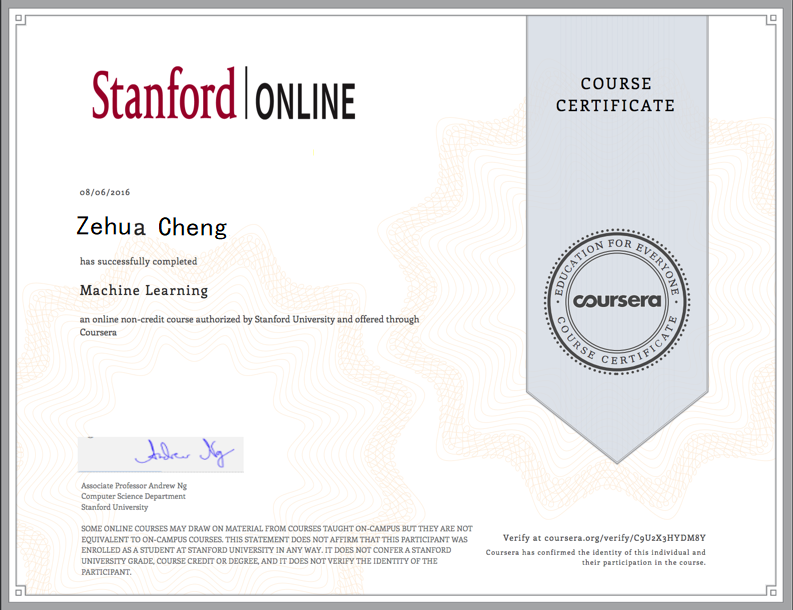 Stanford ONLINE
COURSE
CERTIFICATE
08/06/2016
Zehua Cheng
has successfully completed
Machine Learning
an online non-credit course authorized by Stanford University and offered through
Coursera
EDUCATION FOR EVERYONE
coursera
COURSE CERTIFICATE
Andrew Ng
Associate Professor Andrew Ng
Computer Science Department
Stanford University
SOME ONLINE COURSES MAY DRAW ON MATERIAL FROM COURSES TAUGHT ON-CAMPUS BUT THEY ARE NOT
EQUIVALENT TO ON-CAMPUS COURSES. THIS STATEMENT DOES NOT AFFIRM THAT THIS PARTICIPANT WAS
ENROLLED AS A STUDENT AT STANFORD UNIVERSITY IN ANY WAY. IT DOES NOT CONFER A STANFORD
UNIVERSITY GRADE, COURSE CREDIT OR DEGREE, AND IT DOES NOT VERIFY THE IDENTITY OF THE
PARTICIPANT.
Verify at coursera.org/verify/C9U2X3HYDM8Y
Coursera has confirmed the identity of this individual and
their participation in the course.